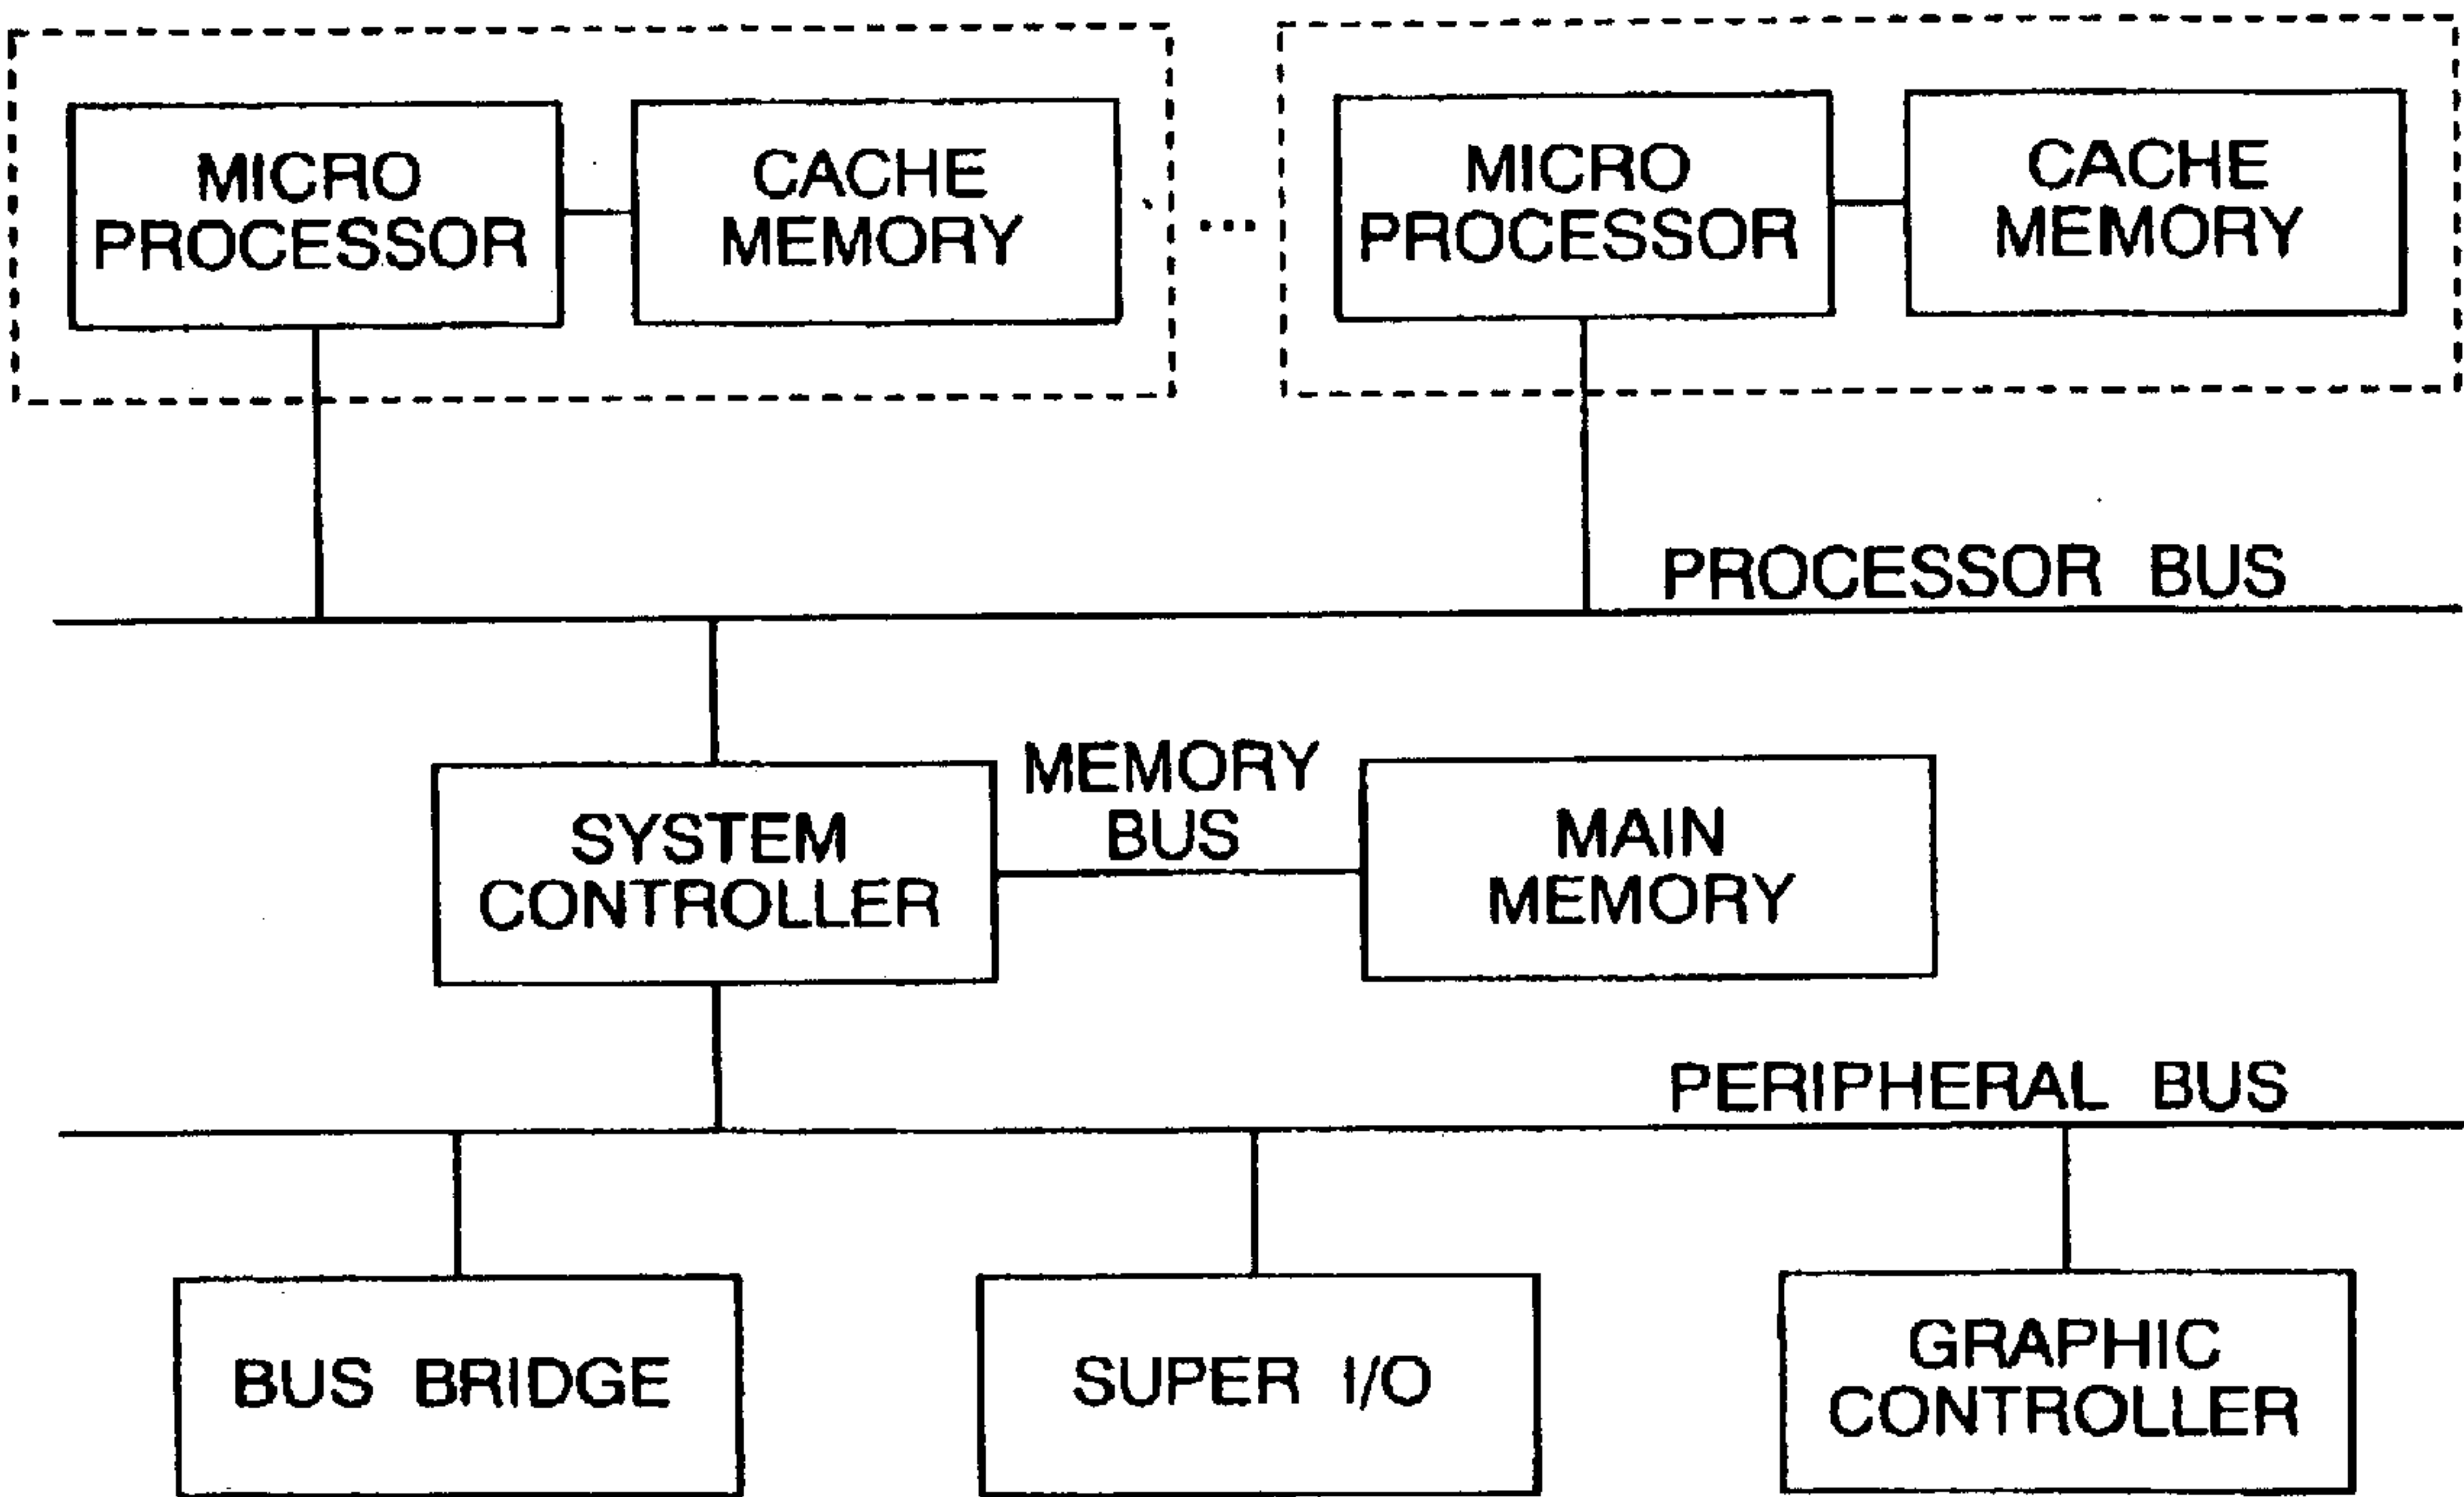 MICRO
PROCESSOR
CACHE
MEMORY
...
MICRO
PROCESSOR
CACHE
MEMORY
PROCESSOR BUS
SYSTEM
CONTROLLER
MEMORY
BUS
MAIN
MEMORY
PERIPHERAL BUS
BUS BRIDGE
SUPER I/O
GRAPHIC
CONTROLLER